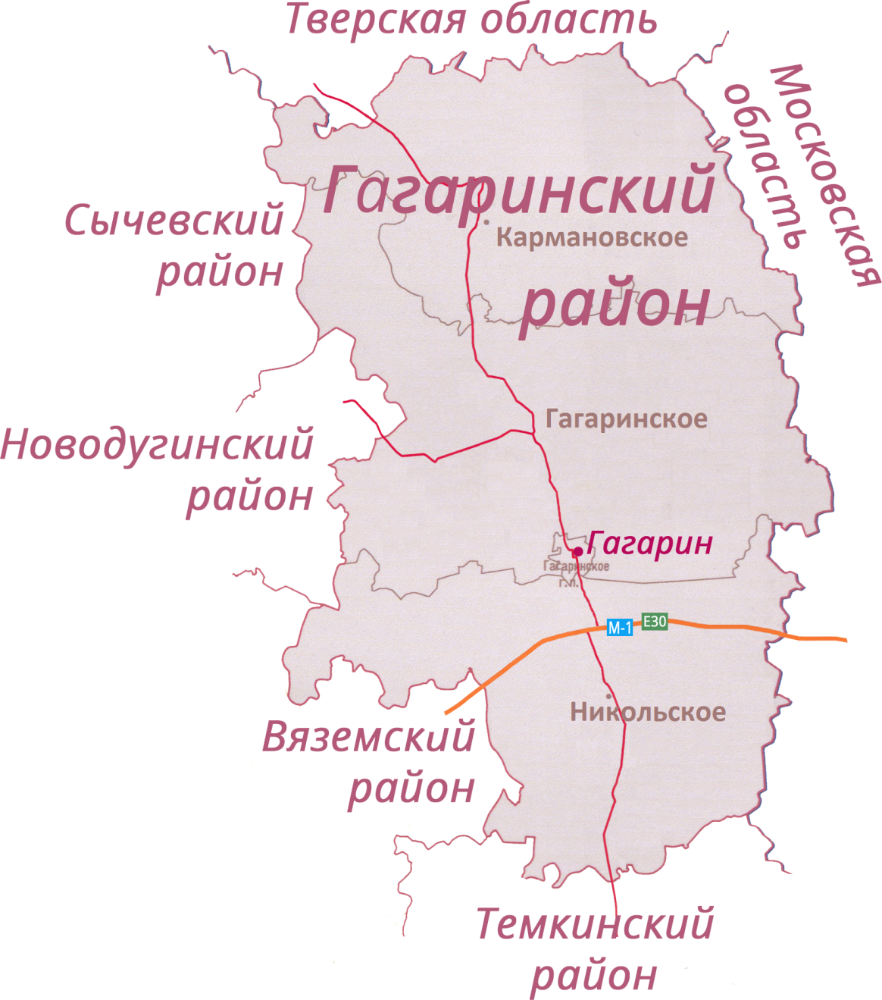 Тверская область
Московская
область
Гагаринский
район
Сычевский
район
Кармановское
Новодугинский
район
Гагаринское
Гагарин
Гагаринское
г.п.
М-1
Е30
Никольское
Вяземский
район
Темкинский
район